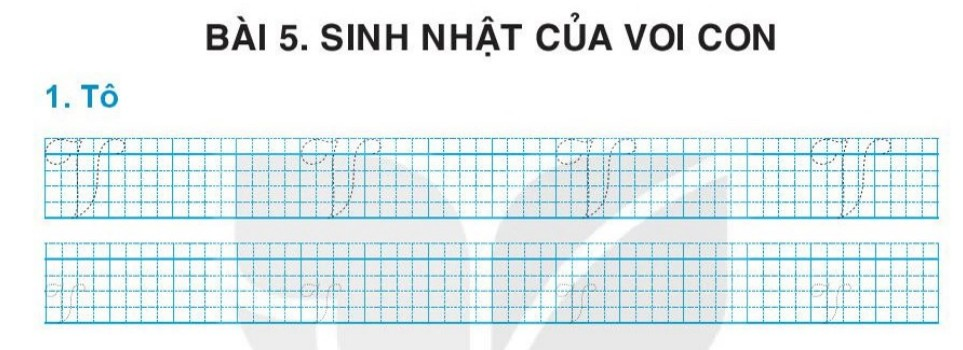 BÀI 5. SINH NHẬT CỦA VOI CON
1. Tô
V V V V
V V V V